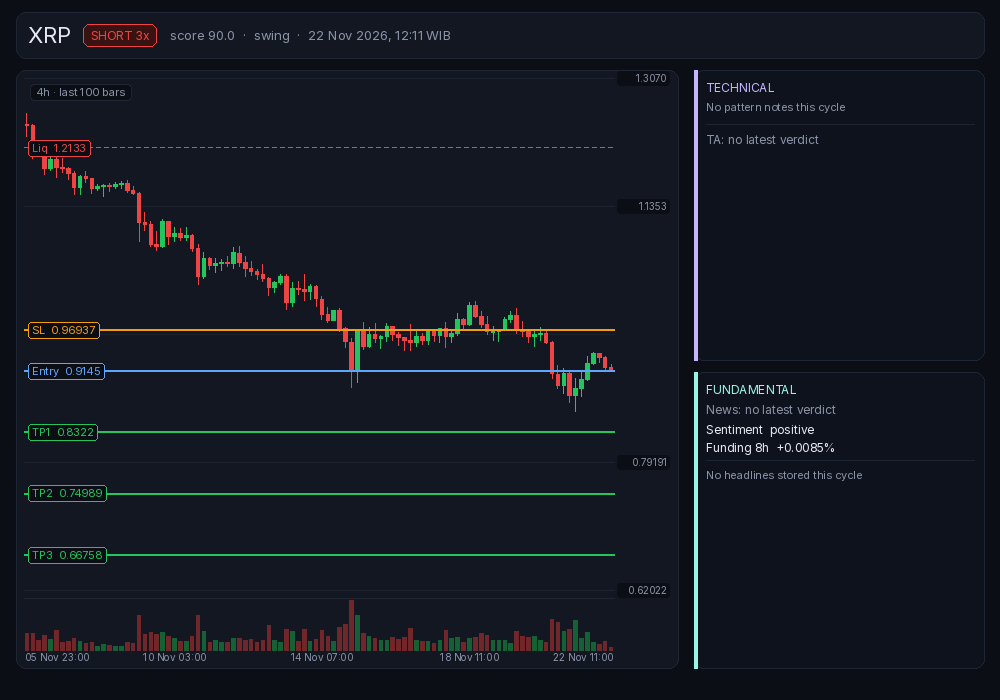 XRP SHORT 3x score 90.0 · swing · 22 Nov 2026, 12:11 WIB
4h · last 100 bars
1.3070
Liq 1.2133
1.1353
SL 0.96937
Entry 0.9145
TP1 0.8322
0.79191
TP2 0.74989
TP3 0.66758
0.62022
05 Nov 23:00 10 Nov 03:00 14 Nov 07:00 18 Nov 11:00 22 Nov 11:00
TECHNICAL
No pattern notes this cycle
TA: no latest verdict
FUNDAMENTAL
News: no latest verdict
Sentiment positive
Funding 8h +0.0085%
No headlines stored this cycle